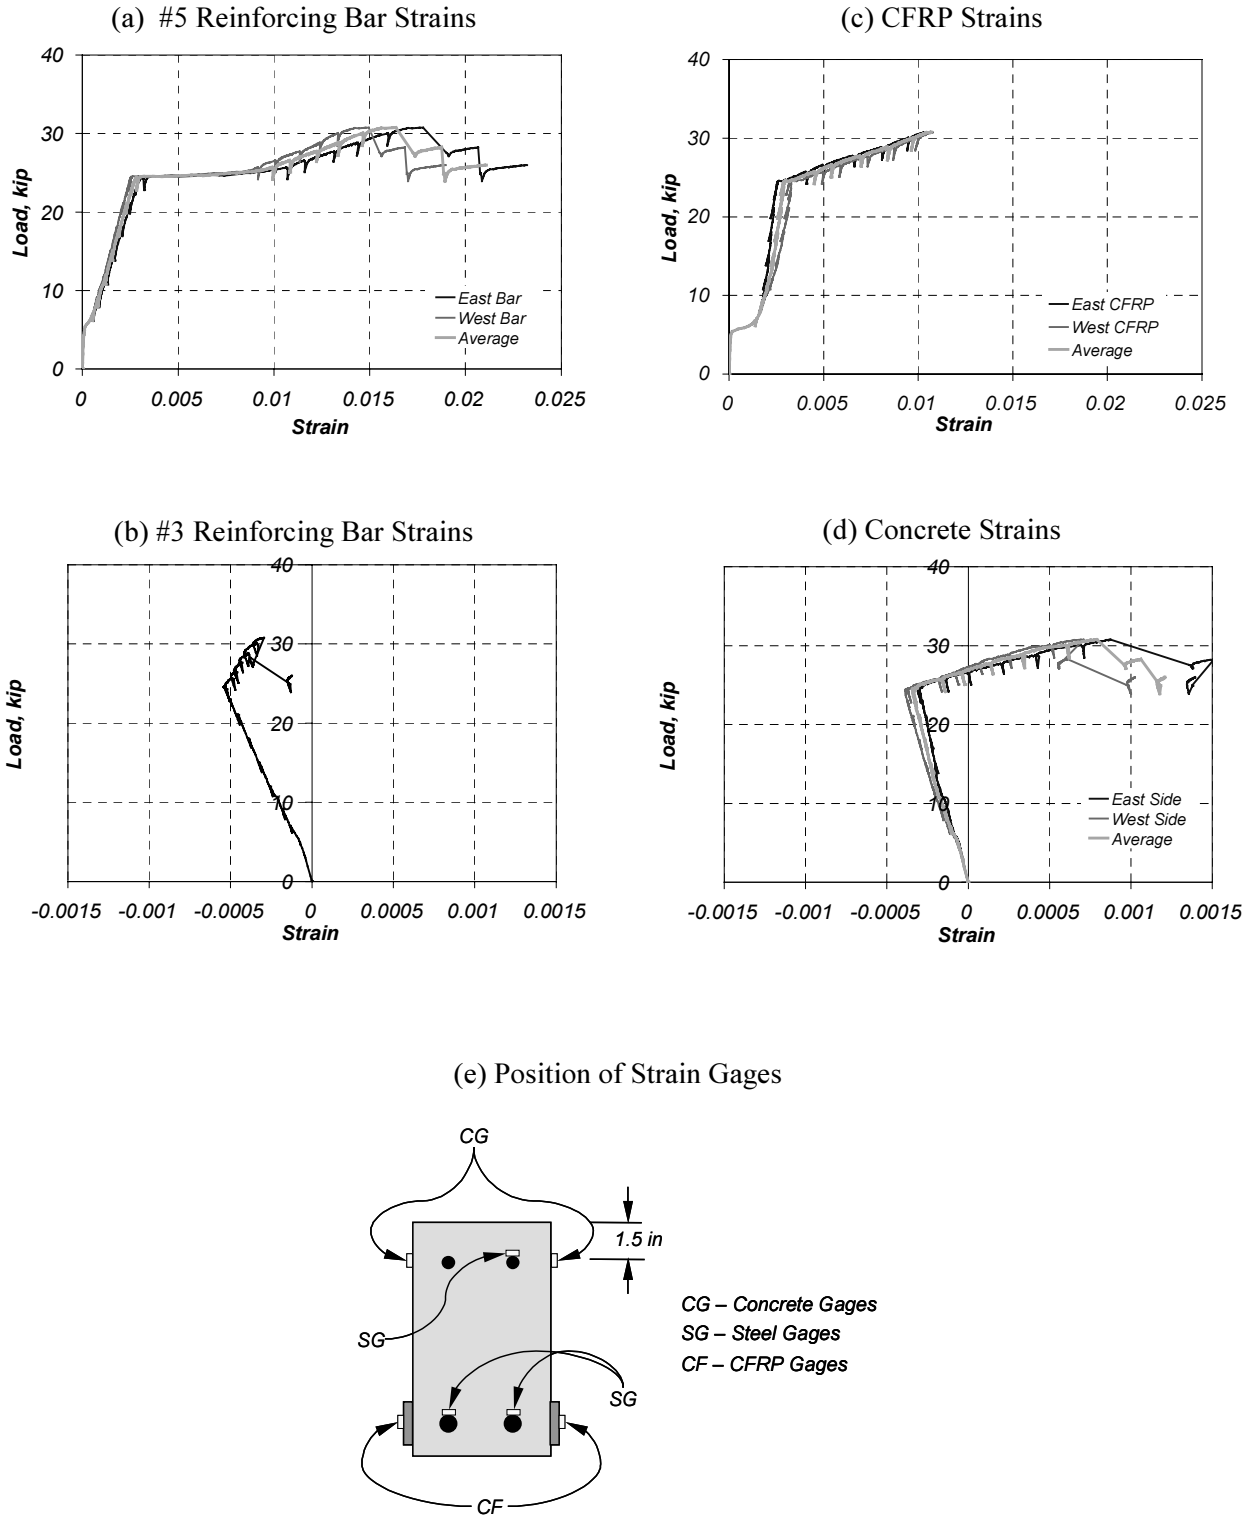 (a) #5 Reinforcing Bar Strains
40
30
20
10
0
Load, kip
East Bar
West Bar
Average
0 0.005 0.01 0.015 0.02 0.025
Strain
(c) CFRP Strains
40
30
20
10
0
Load, kip
East CFRP
West CFRP
Average
0 0.005 0.01 0.015 0.02 0.025
Strain
(b) #3 Reinforcing Bar Strains
40
30
20
10
0
Load, kip
-0.0015 -0.001 -0.0005 0 0.0005 0.001 0.0015
Strain
(d) Concrete Strains
40
30
20
10
0
Load, kip
East Side
West Side
Average
-0.0015 -0.001 -0.0005 0 0.0005 0.001 0.0015
Strain
(e) Position of Strain Gages
CG
1.5 in
SG
SG
CF
CG – Concrete Gages
SG – Steel Gages
CF – CFRP Gages